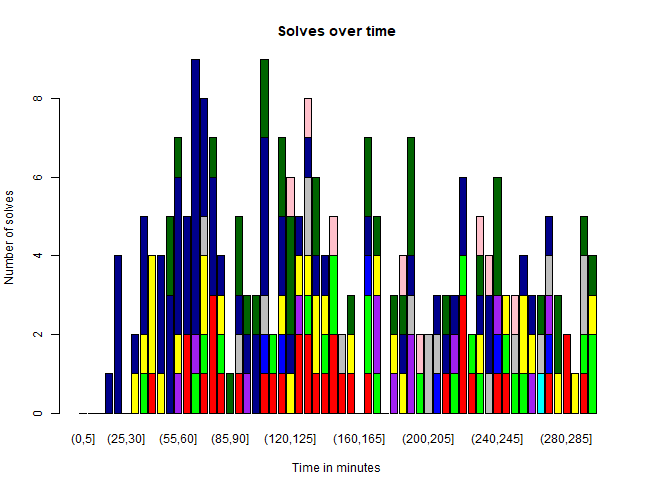 Solves over time
Number of solves
8
6
4
2
0
(0,5] (25,30] (55,60] (85,90] (120,125] (160,165] (200,205] (240,245] (280,285]
Time in minutes